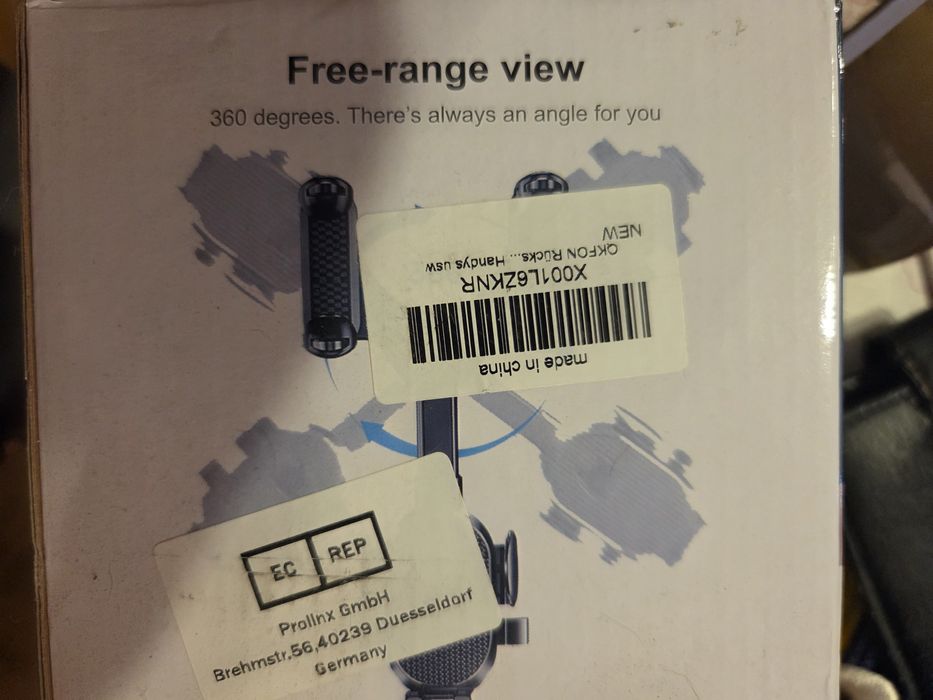 Free-range view
360 degrees. There's always an angle for you
NEW
QKFON Rücks... Handys usw
X001L6ZKNR
made in china
EC REP
Prolinx GmbH
Brehmstr.56,40239 Duesseldorf
Germany